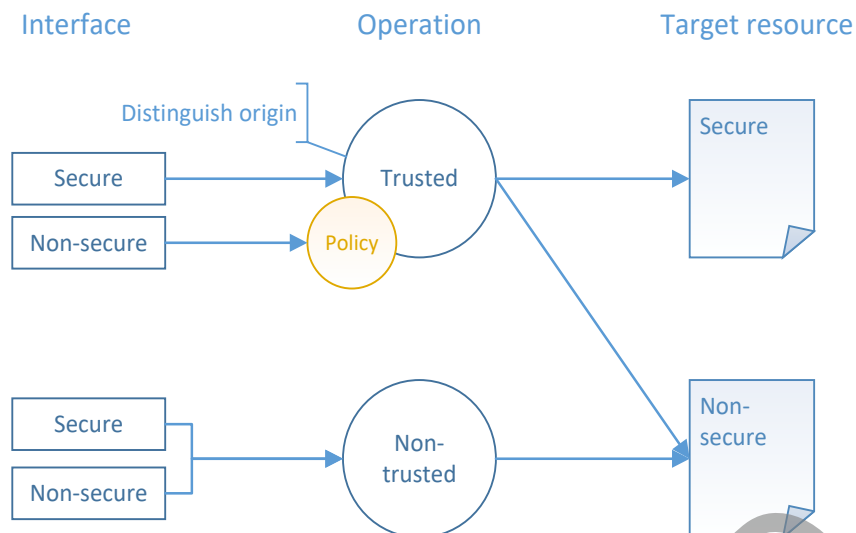 Interface
Operation
Target resource
Distinguish origin
Secure
Secure
Trusted
Non-secure
Policy
Secure
Non-
secure
Non-
trusted
Non-secure